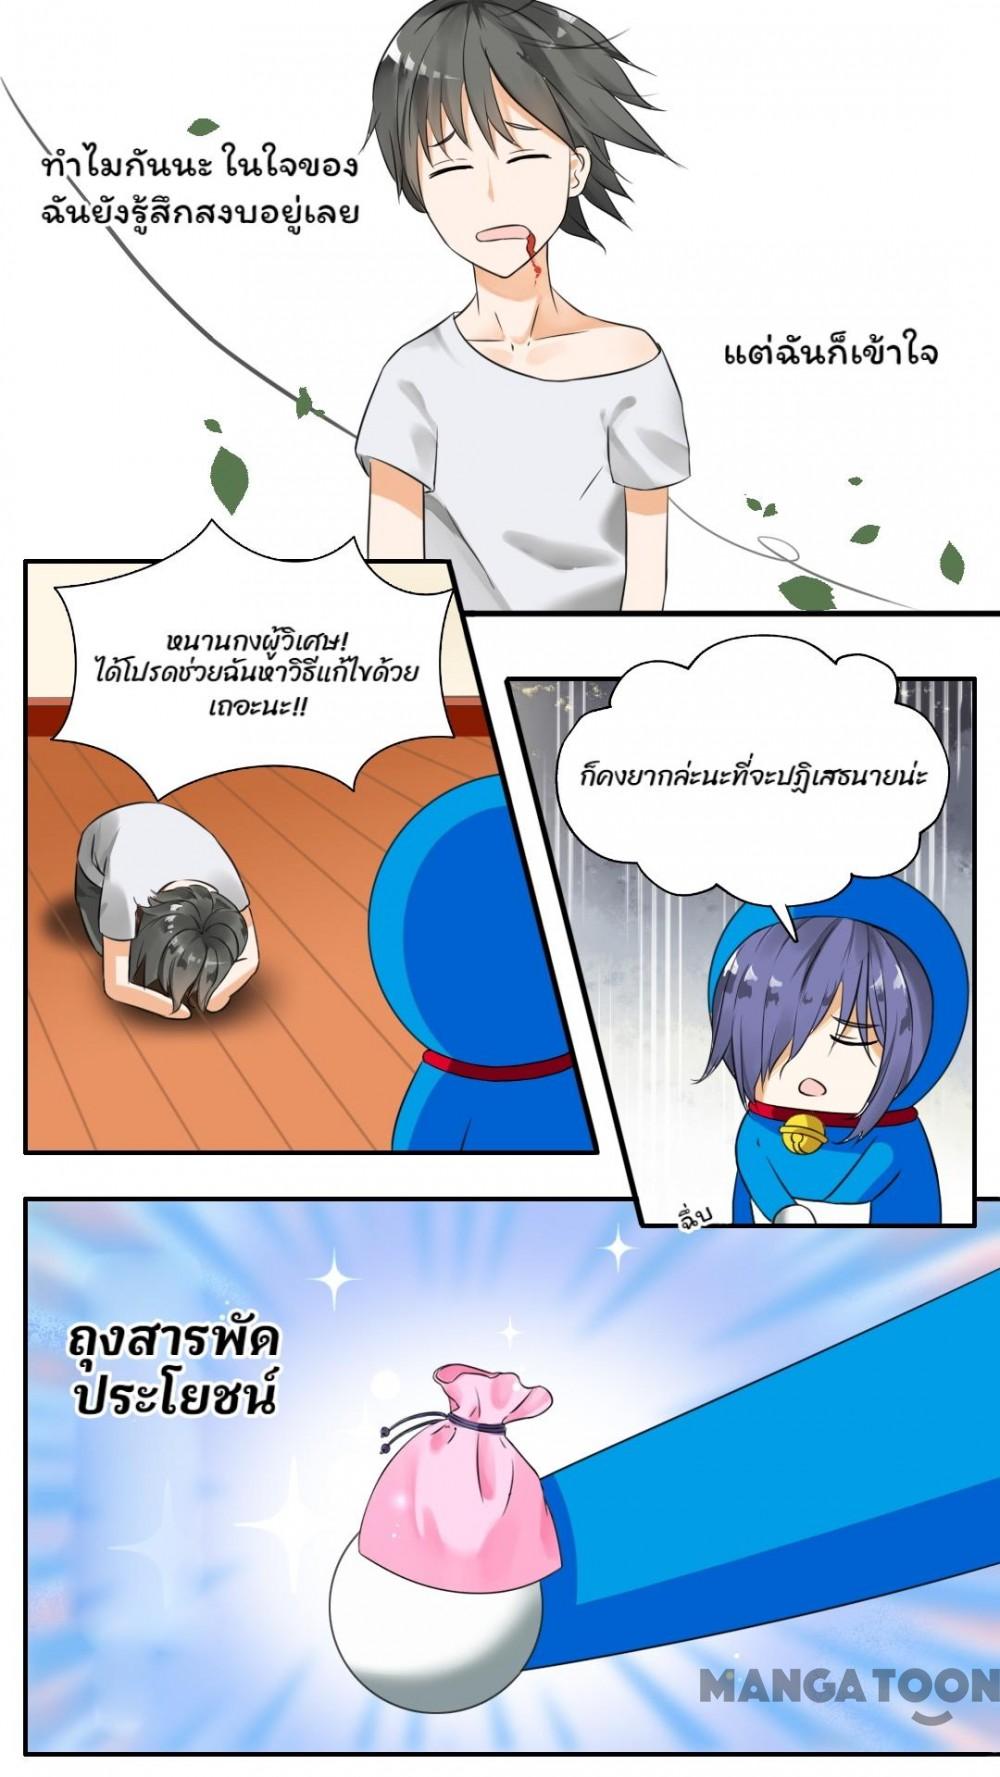 ทำไมกันนะ ในใจของ
ฉันยังรู้สึกสงบอยู่เลย
แต่ฉันก็เข้าใจ
หนานกงผู้วิเศษ!
ได้โปรดช่วยฉันหาวิธีแก้ไขด้วย
เถอะนะ!!
ก็คงยากล่ะนะที่จะปฏิเสธนายน่ะ
ฉึ่บ
ถุงสารพัด
ประโยชน์
MANGATOON